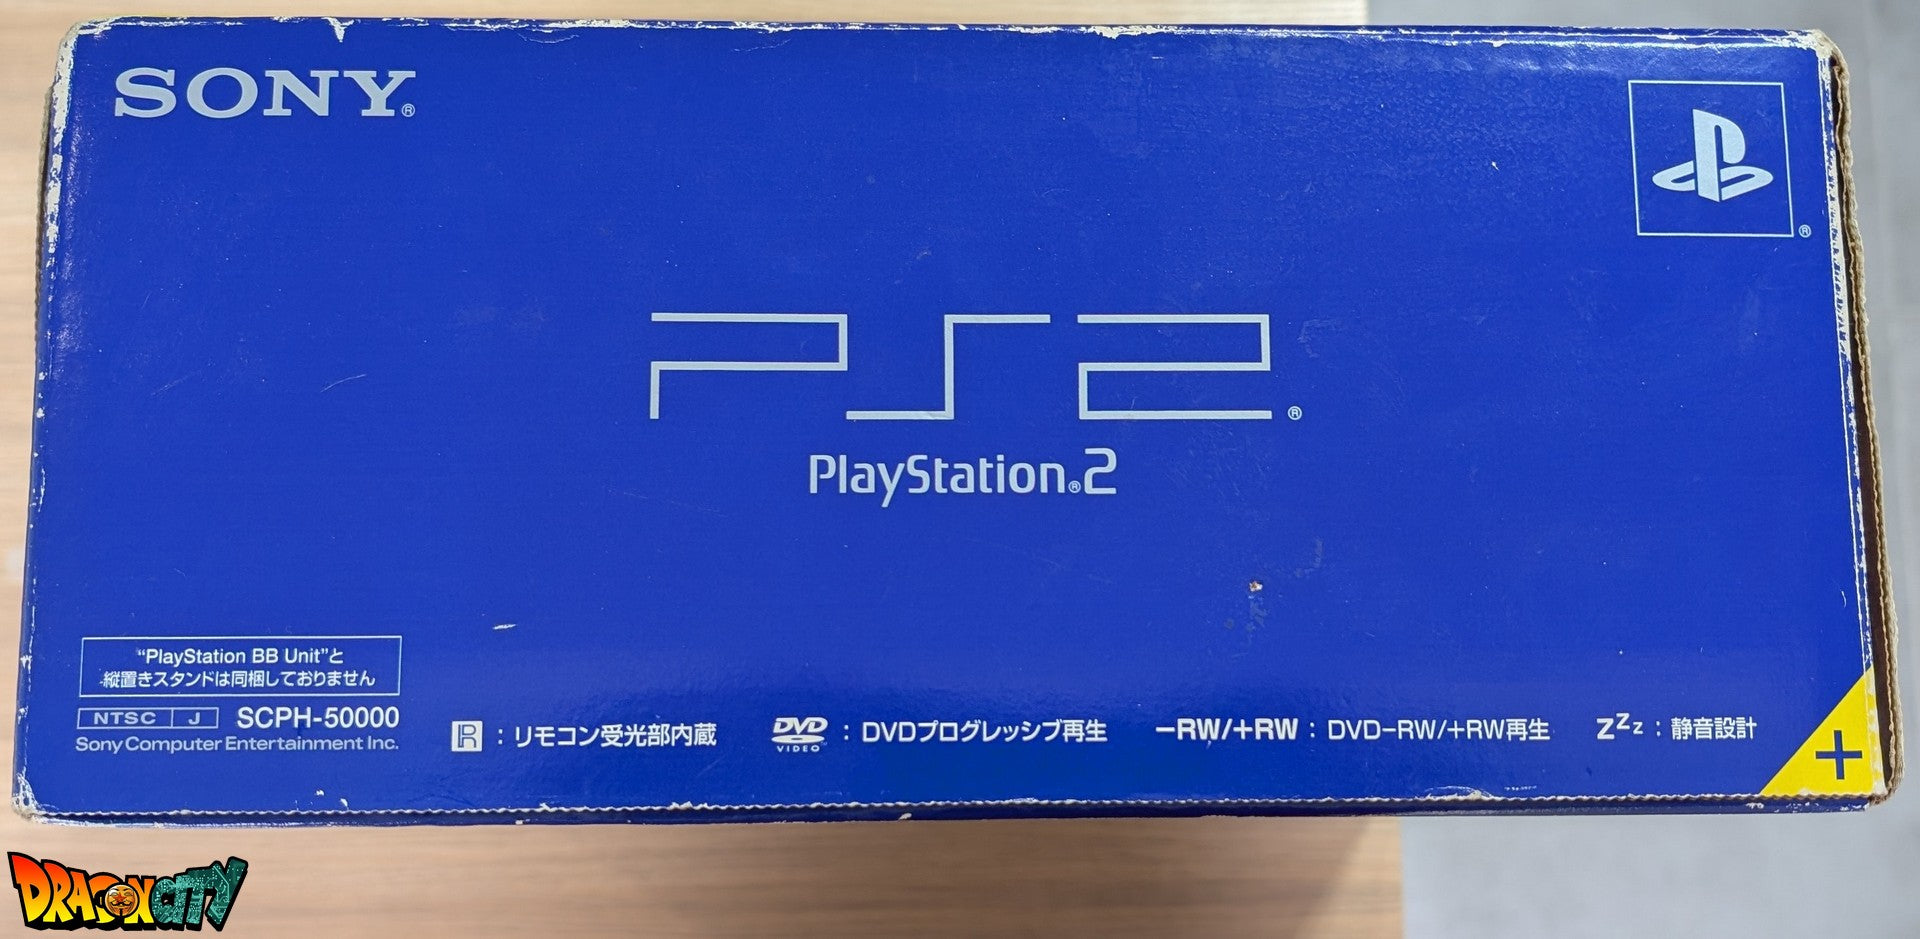 SONY®
PS2®
PlayStation®2
“PlayStation BB Unit”と
縦置きスタンドは同梱しておりません
NTSC J SCPH-50000
Sony Computer Entertainment Inc.
R : リモコン受光部内蔵
DVD VIDEO™ : DVDプログレッシブ再生
−RW/+RW : DVD−RW/+RW再生
ZZz : 静音設計
+
DRAGON CITY